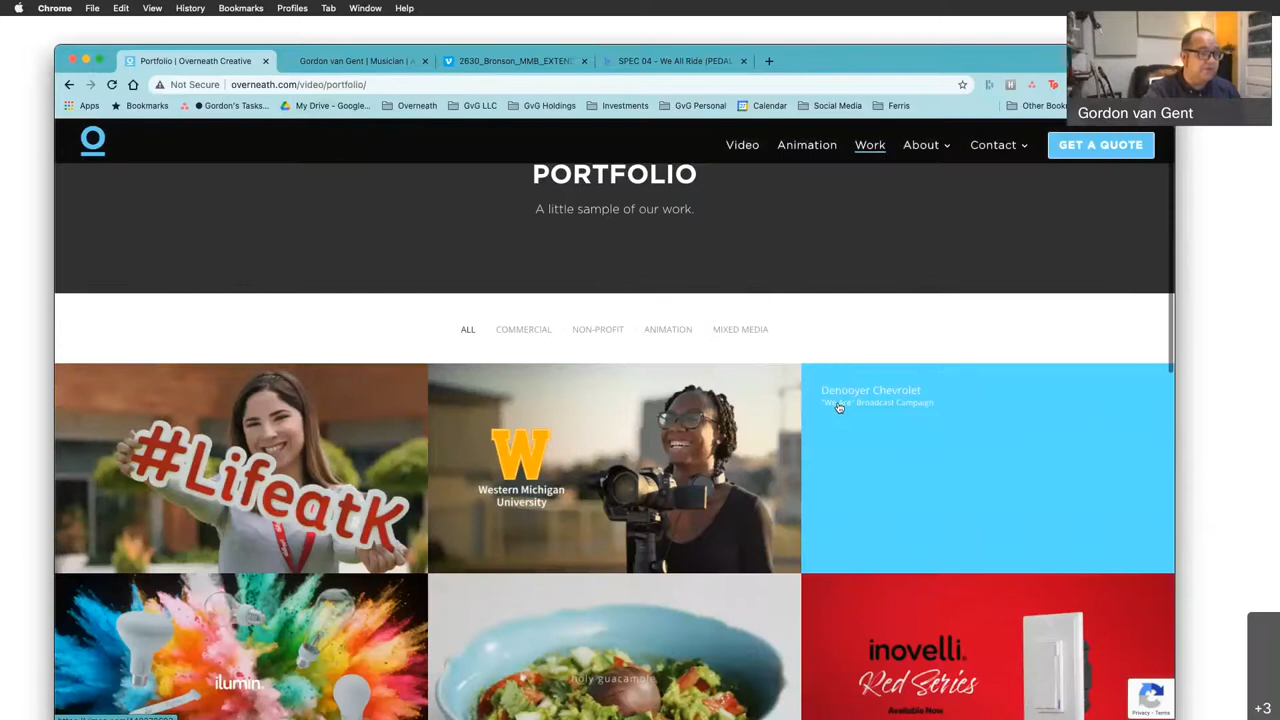 Chrome File Edit View History Bookmarks Profiles Tab Window Help
Portfolio | Overneath Creative
Gordon van Gent | Musician | A
2630_Bronson_MMB_EXTEND
SPEC 04 - We All Ride (PEDAL
Not Secure overneath.com/video/portfolio/
Apps Bookmarks Gordon's Tasks... My Drive - Google... Overneath GvG LLC GvG Holdings Investments GvG Personal Calendar Social Media Ferris Other Book
Gordon van Gent
Video Animation Work About Contact GET A QUOTE
PORTFOLIO
A little sample of our work.
ALL COMMERCIAL NON-PROFIT ANIMATION MIXED MEDIA
#LifeatK
W
Western Michigan
University
Denooyer Chevrolet
Broadcast Campaign
ilumin.
holy guacamole
inovelli.
Red Series
Available Now
Privacy - Terms
+3